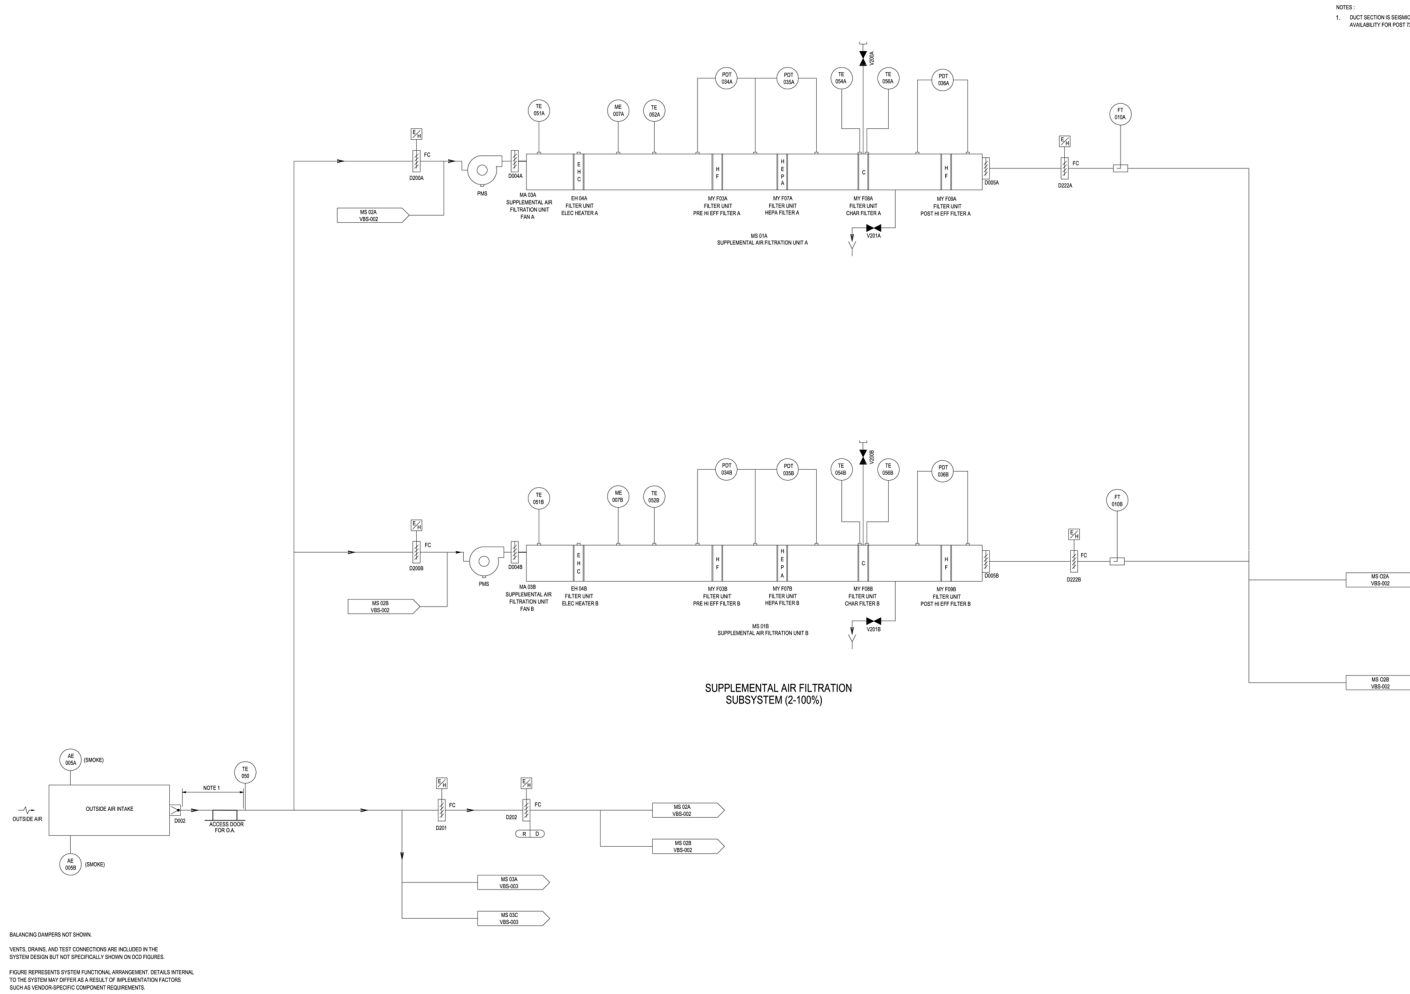 NOTES :
1. DUCT SECTION IS SEISMIC
AVAILABILITY FOR POST
V200A
PDT
034A
PDT
035A
TE
054A
TE
056A
PDT
036A
TE
051A
ME
007A
TE
052A
FT
010A
E/H
FC
D200A
PMS
D004A
E
H
C
H
F
H
E
P
A
C
H
F
D005A
E/H
FC
D222A
MS 02A
VBS-002
MA 03A
SUPPLEMENTAL AIR
FILTRATION UNIT
FAN A
EH 04A
FILTER UNIT
ELEC HEATER A
MY F03A
FILTER UNIT
PRE HI EFF FILTER A
MY F07A
FILTER UNIT
HEPA FILTER A
MY F08A
FILTER UNIT
CHAR FILTER A
MY F09A
FILTER UNIT
POST HI EFF FILTER A
V201A
MS 01A
SUPPLEMENTAL AIR FILTRATION UNIT A
V200B
PDT
034B
PDT
035B
TE
054B
TE
056B
PDT
036B
TE
051B
ME
007B
TE
052B
FT
010B
E/H
FC
D200B
PMS
D004B
E
H
C
H
F
H
E
P
A
C
H
F
D005B
E/H
FC
D222B
MS 02B
VBS-002
MA 03B
SUPPLEMENTAL AIR
FILTRATION UNIT
FAN B
EH 04B
FILTER UNIT
ELEC HEATER B
MY F03B
FILTER UNIT
PRE HI EFF FILTER B
MY F07B
FILTER UNIT
HEPA FILTER B
MY F08B
FILTER UNIT
CHAR FILTER B
MY F09B
FILTER UNIT
POST HI EFF FILTER B
V201B
MS 01B
SUPPLEMENTAL AIR FILTRATION UNIT B
MS O2A
VBS-002
MS O2B
VBS-002
SUPPLEMENTAL AIR FILTRATION
SUBSYSTEM (2-100%)
AE
005A
(SMOKE)
TE
050
NOTE 1
OUTSIDE AIR
OUTSIDE AIR INTAKE
D002
ACCESS DOOR
FOR O.A.
AE
005B
(SMOKE)
E/H
FC
D201
E/H
FC
D202
R D
MS 02A
VBS-002
MS 02B
VBS-002
MS 03A
VBS-003
MS 03C
VBS-003
BALANCING DAMPERS NOT SHOWN.
VENTS, DRAINS, AND TEST CONNECTIONS ARE INCLUDED IN THE
SYSTEM DESIGN BUT NOT SPECIFICALLY SHOWN ON DCD FIGURES.
FIGURE REPRESENTS SYSTEM FUNCTIONAL ARRANGEMENT. DETAILS INTERNAL
TO THE SYSTEM MAY DIFFER AS A RESULT OF IMPLEMENTATION FACTORS
SUCH AS VENDOR-SPECIFIC COMPONENT REQUIREMENTS.